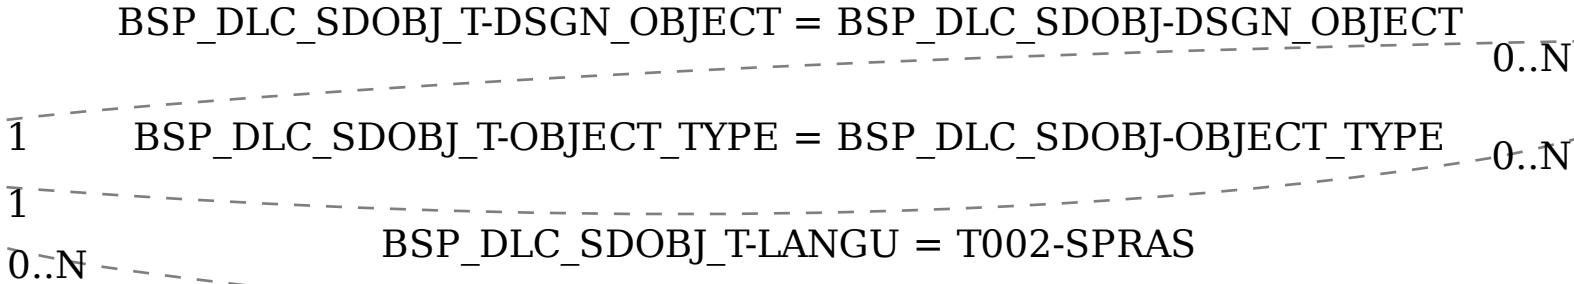 BSP_DLC_SDOBJ_T-DSGN_OBJECT = BSP_DLC_SDOBJ-DSGN_OBJECT
0..N
1
BSP_DLC_SDOBJ_T-OBJECT_TYPE = BSP_DLC_SDOBJ-OBJECT_TYPE
0..N
1
BSP_DLC_SDOBJ_T-LANGU = T002-SPRAS
0..N